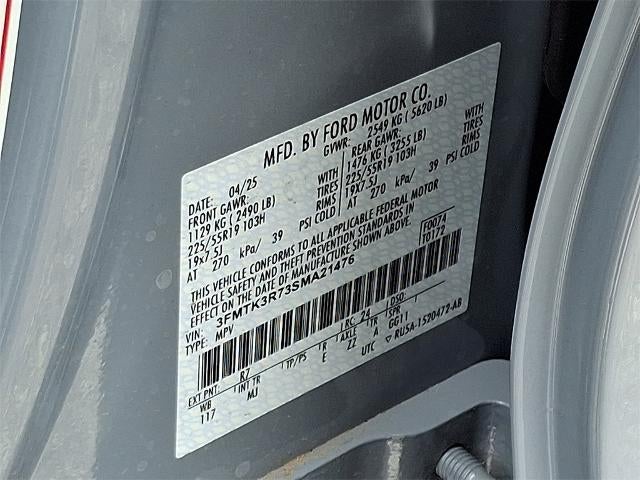 MFD. BY FORD MOTOR CO.
DATE: 04/25 GVWR: 2549 KG ( 5620 LB)
FRONT GAWR: REAR GAWR:
1129 KG ( 2490 LB) WITH 1476 KG ( 3255 LB) WITH
225/55R19 103H TIRES 225/55R19 103H TIRES
19x7.5J RIMS 19x7.5J RIMS
AT 270 kPa/ 39 PSI COLD AT 270 kPa/ 39 PSI COLD
THIS VEHICLE CONFORMS TO ALL APPLICABLE FEDERAL MOTOR
VEHICLE SAFETY AND THEFT PREVENTION STANDARDS IN
EFFECT ON THE DATE OF MANUFACTURE SHOWN ABOVE.
VIN: 3FMTK3R73SMA21476 F0074
TYPE: MPV T0172
EXT PNT: R7 RC: 24 DSO:
WB INT TR TP/PS R AXLE TR SPR
117 MJ E Z2 A GG11
UTC ▽ RU5A-1520472-AB